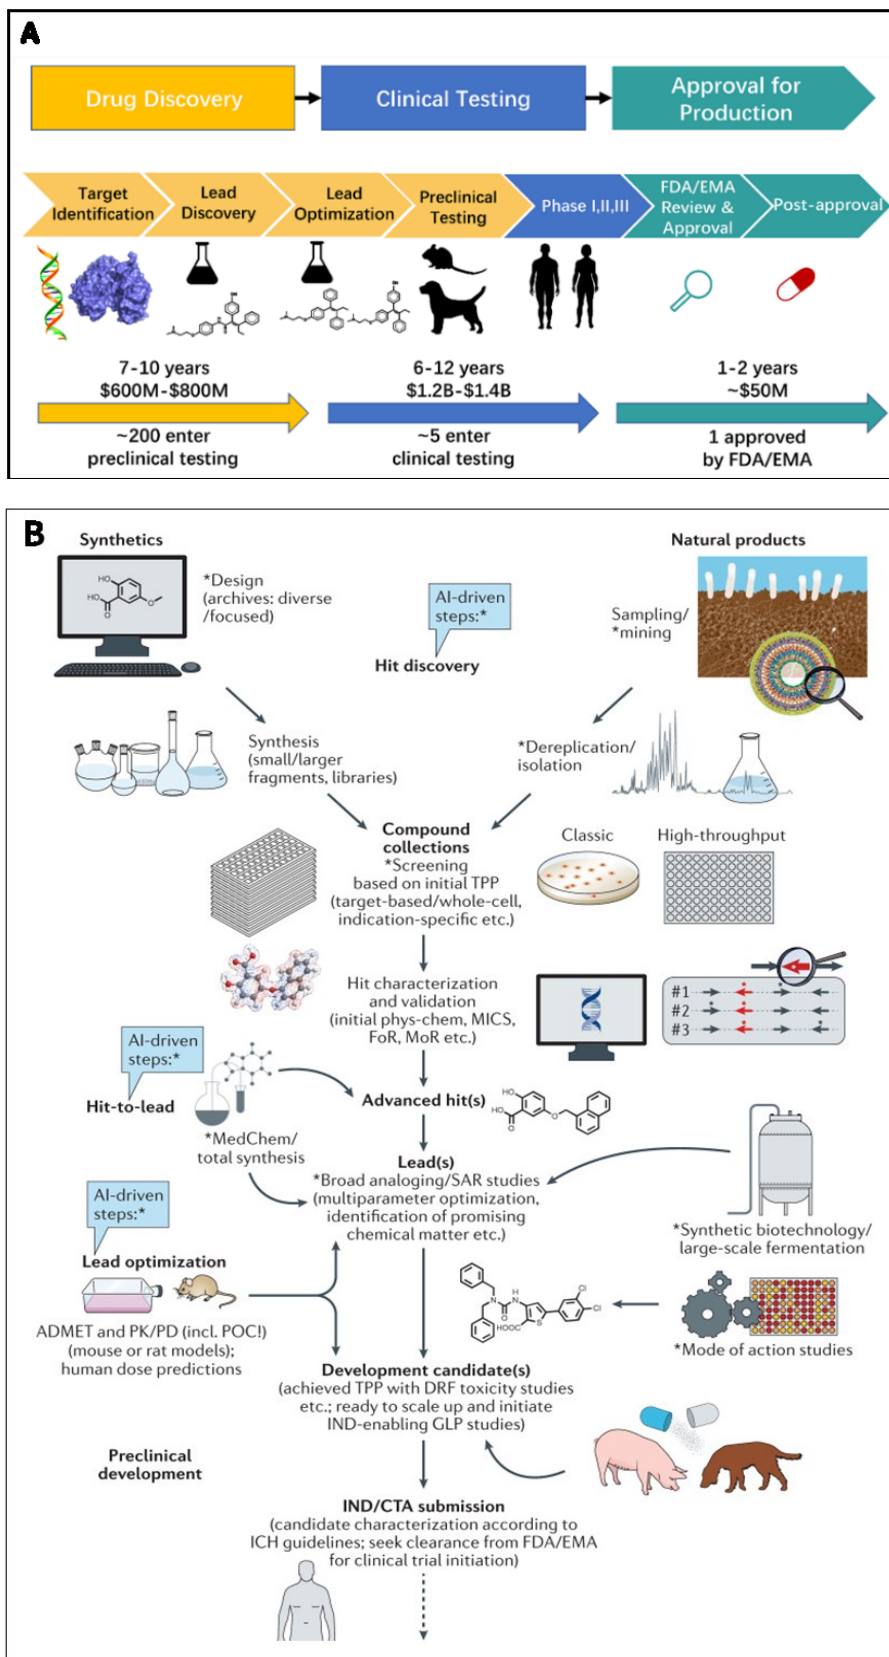 A
Drug Discovery
Clinical Testing
Approval for
Production
Target
Identification
Lead
Discovery
Lead
Optimization
Preclinical
Testing
Phase I,II,III
FDA/EMA
Review &
Approval
Post-approval
7-10 years
$600M-$800M
~200 enter
preclinical testing
6-12 years
$1.2B-$1.4B
~5 enter
clinical testing
1-2 years
~$50M
1 approved
by FDA/EMA
B
Synthetics
HO
HO
O
O
*Design
(archives: diverse
/focused)
AI-driven
steps:*
Hit discovery
Natural products
Sampling/
*mining
Synthesis
(small/larger
fragments, libraries)
*Dereplication/
isolation
Compound
collections
*Screening
based on initial TPP
(target-based/whole-cell,
indication-specific etc.)
Classic
High-throughput
Hit characterization
and validation
(initial phys-chem, MICS,
FoR, MoR etc.)
#1
#2
#3
AI-driven
steps:*
Hit-to-lead
*MedChem/
total synthesis
Advanced hit(s)
HO
HO
O
O
Lead(s)
*Broad analoging/SAR studies
(multiparameter optimization,
identification of promising
chemical matter etc.)
*Synthetic biotechnology/
large-scale fermentation
AI-driven
steps:*
Lead optimization
ADMET and PK/PD (incl. POC!)
(mouse or rat models);
human dose predictions
N
HN
O
HOOC
S
Cl
Cl
*Mode of action studies
Development candidate(s)
(achieved TPP with DRF toxicity studies
etc.; ready to scale up and initiate
IND-enabling GLP studies)
Preclinical
development
IND/CTA submission
(candidate characterization according to
ICH guidelines; seek clearance from FDA/EMA
for clinical trial initiation)